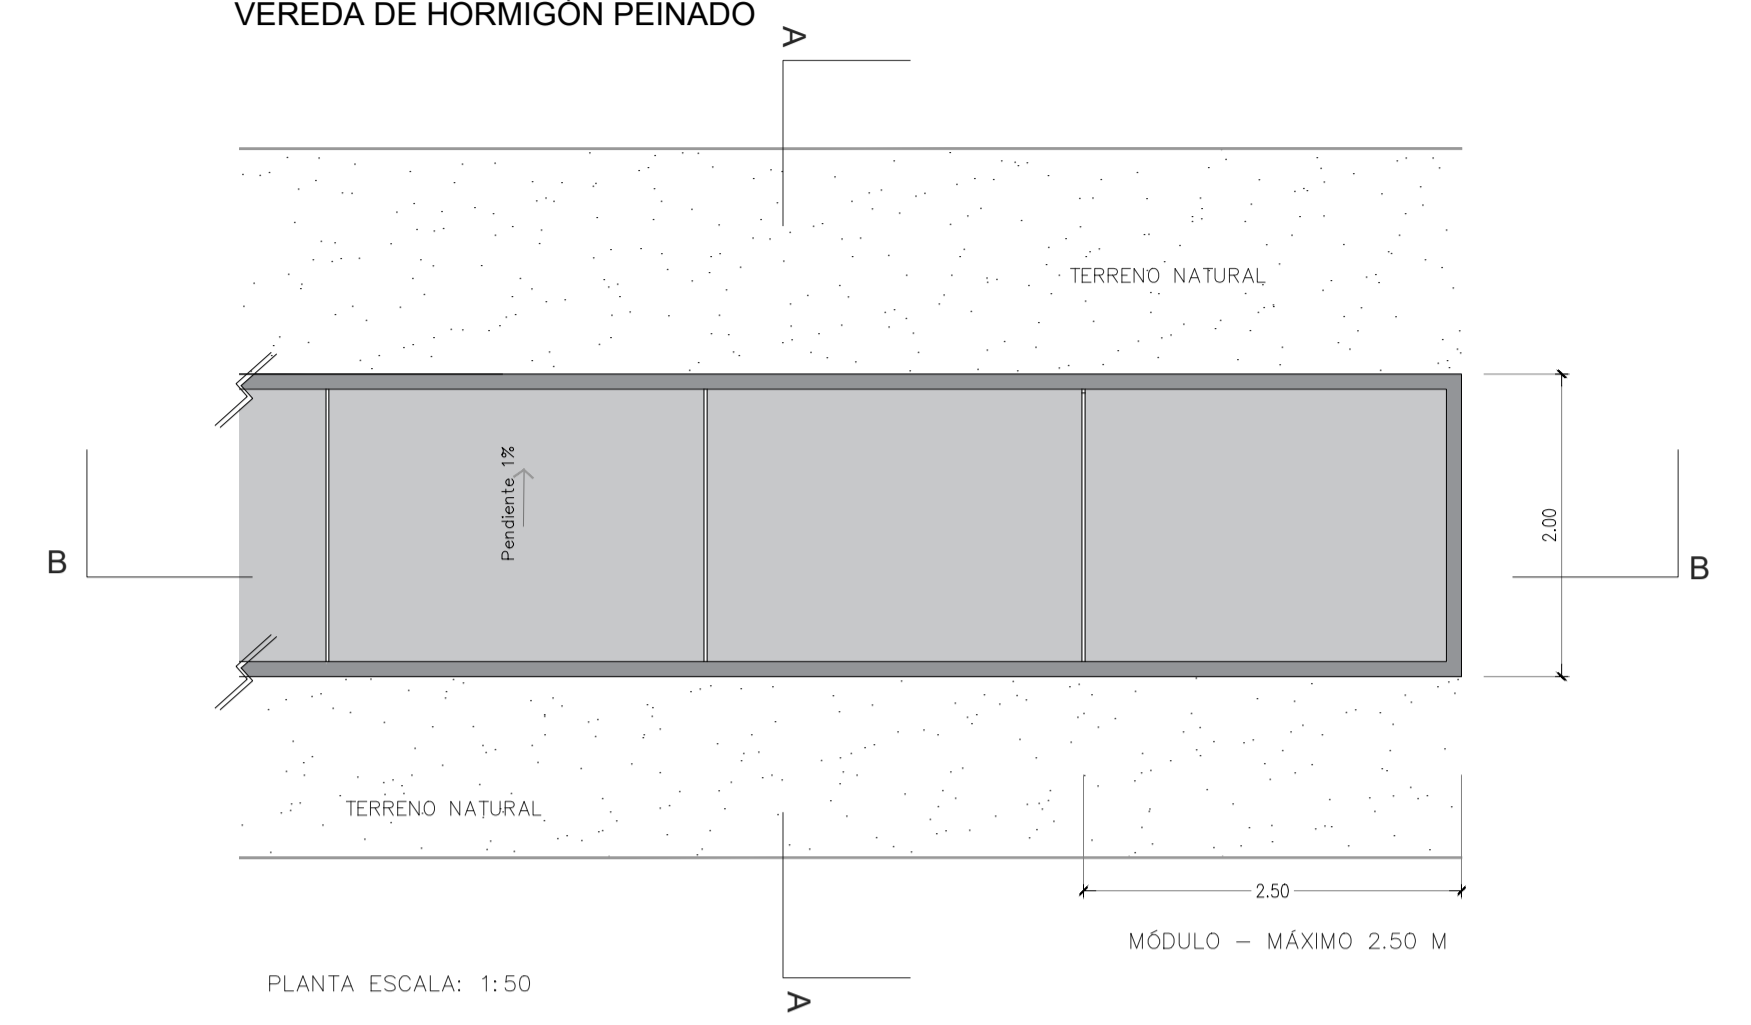 VEREDA DE HORMIGÓN PEINADO
A
TERRENO NATURAL
Pendiente 1%
2.00
B
B
TERRENO NATURAL
2.50
MÓDULO – MÁXIMO 2.50 M
PLANTA ESCALA: 1:50
A